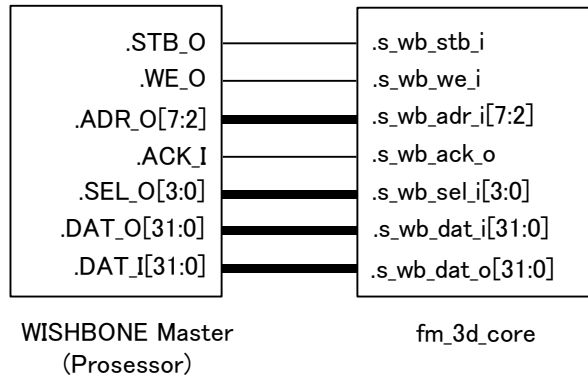 .STB_O
.s_wb_stb_i
.WE_O
.s_wb_we_i
.ADR_O[7:2]
.s_wb_adr_i[7:2]
.ACK_I
.s_wb_ack_o
.SEL_O[3:0]
.s_wb_sel_i[3:0]
.DAT_O[31:0]
.s_wb_dat_i[31:0]
.DAT_I[31:0]
.s_wb_dat_o[31:0]
WISHBONE Master
(Prosessor)
fm_3d_core